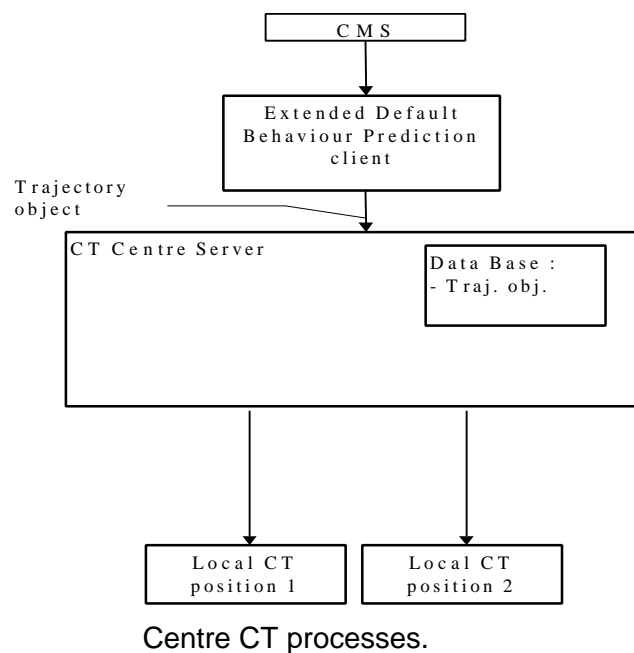 CMS
Extended Default
Behaviour Prediction
client
Trajectory
object
CT Centre Server
Data Base :
- Traj. obj.
Local CT
position 1
Local CT
position 2
Centre CT processes.